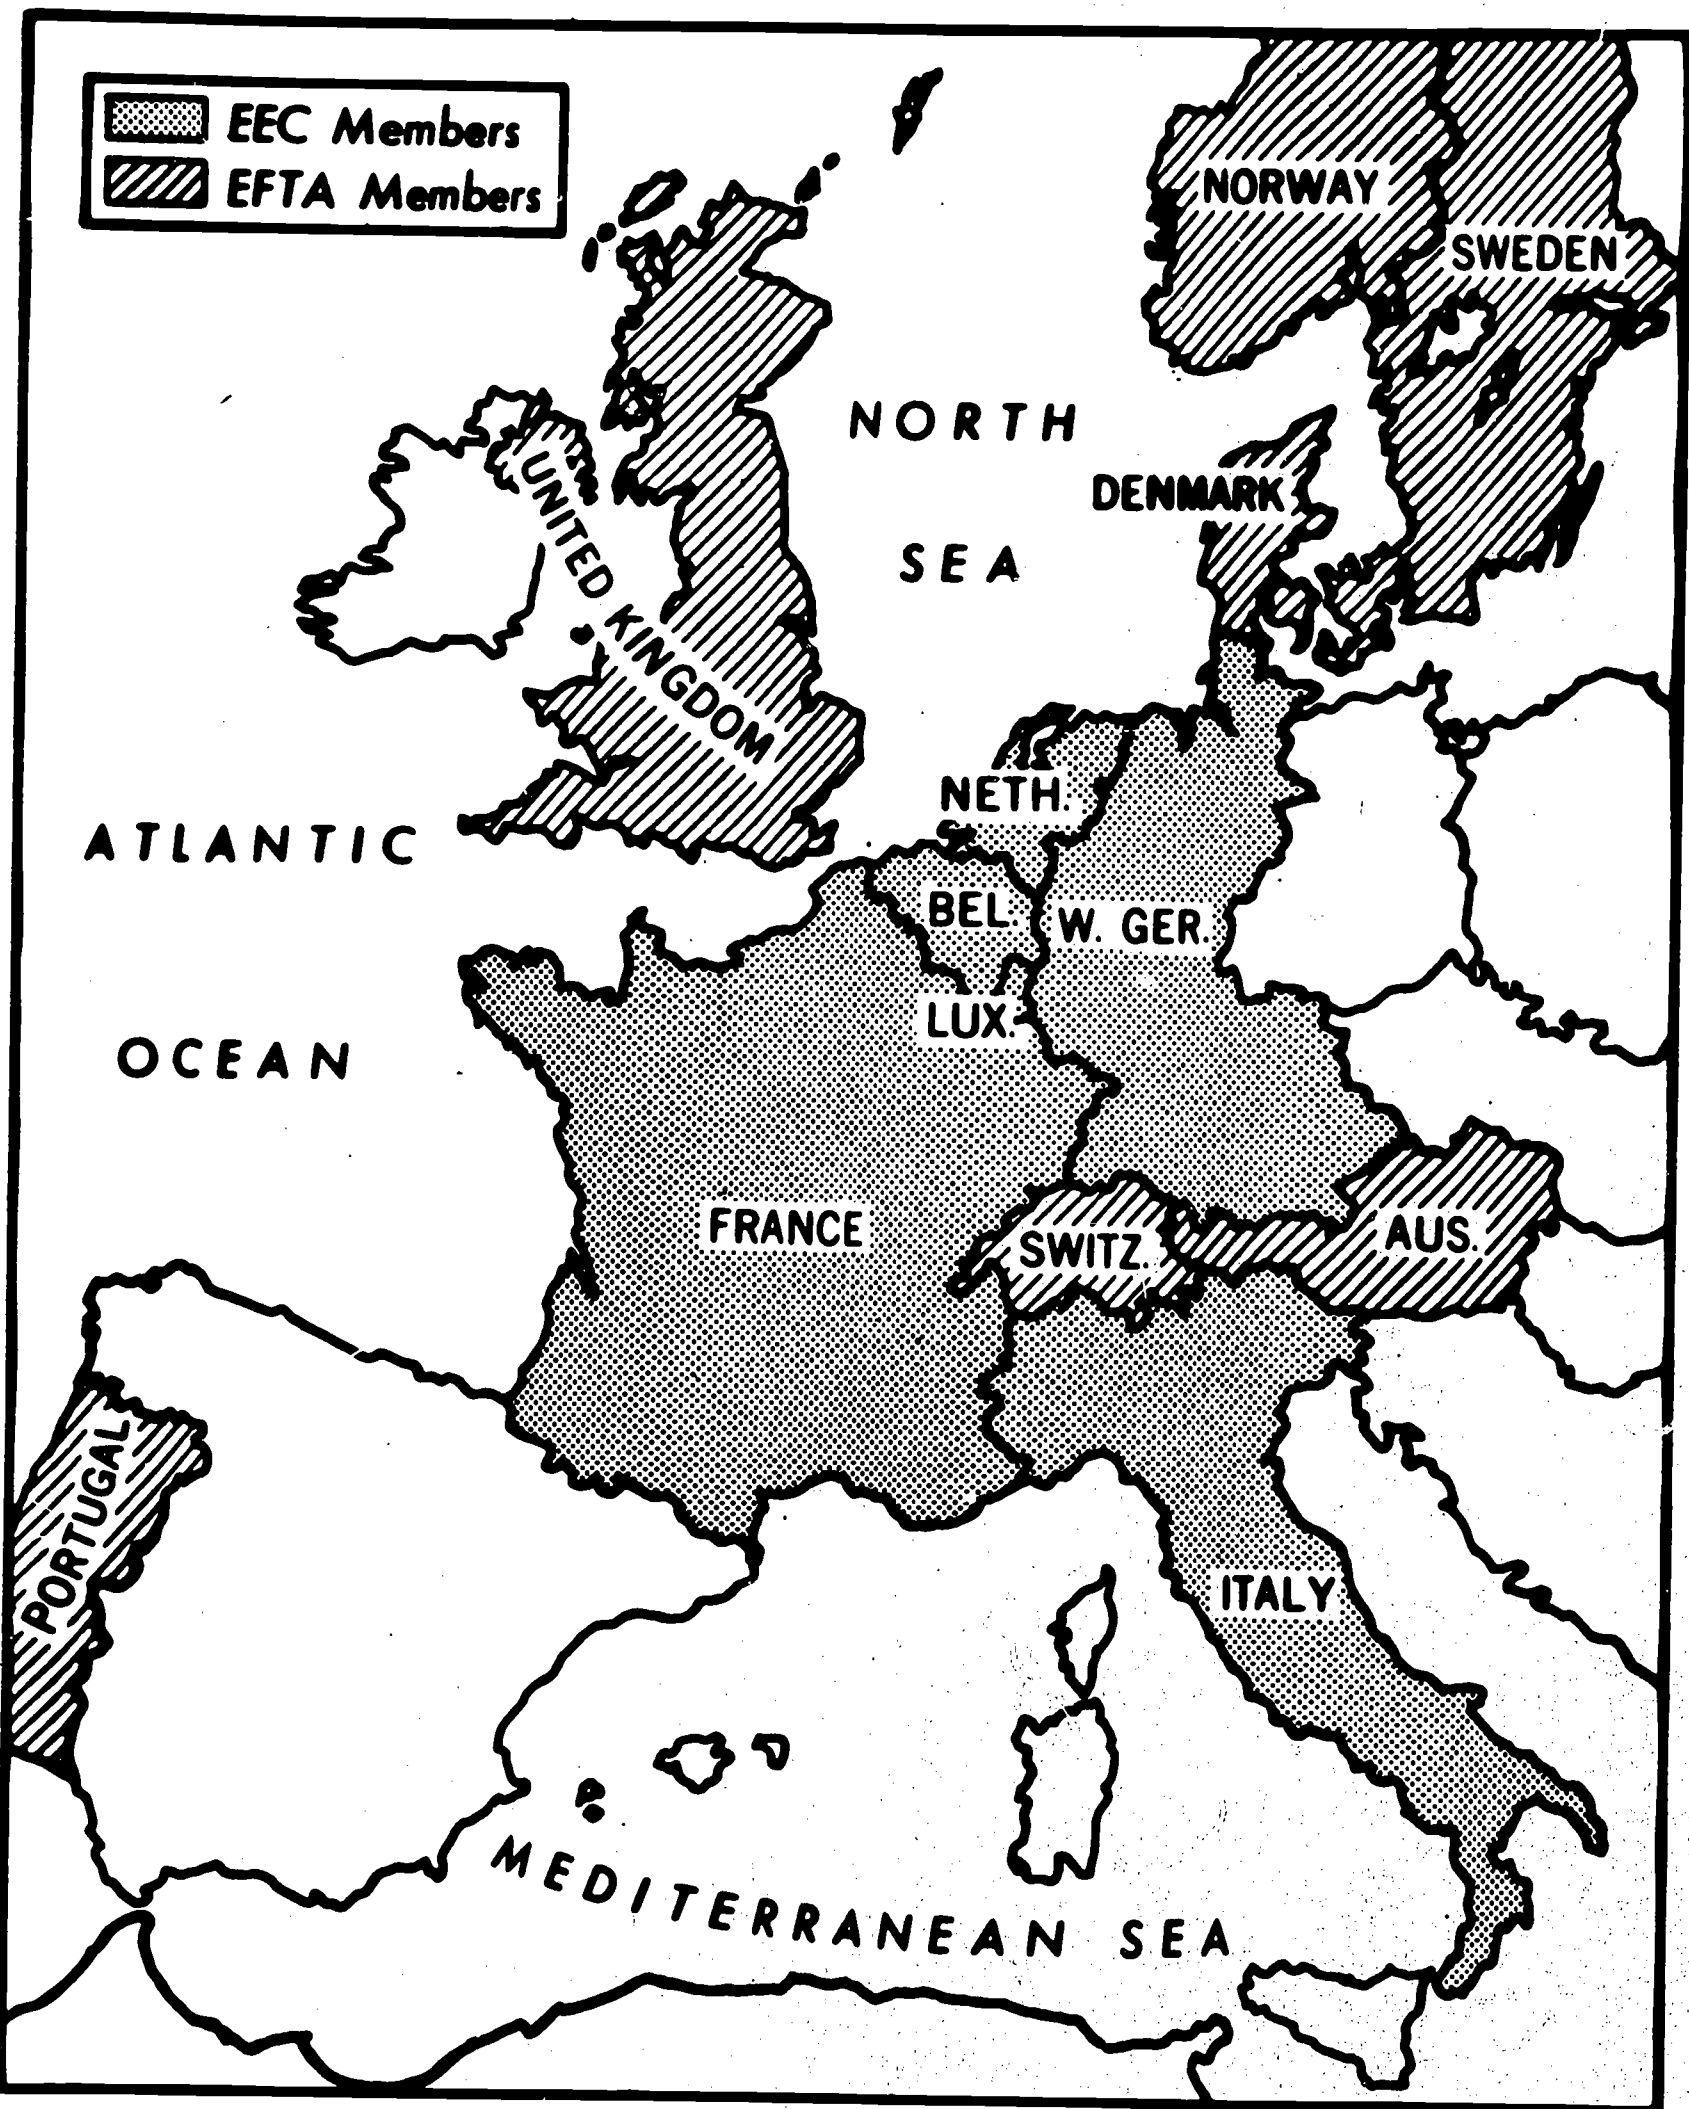 EEC Members
EFTA Members
NORWAY
SWEDEN
NORTH
SEA
DENMARK
UNITED KINGDOM
NETH.
ATLANTIC
OCEAN
BEL.
W. GER.
LUX.
FRANCE
SWITZ.
AUS.
PORTUGAL
ITALY
MEDITERRANEAN SEA